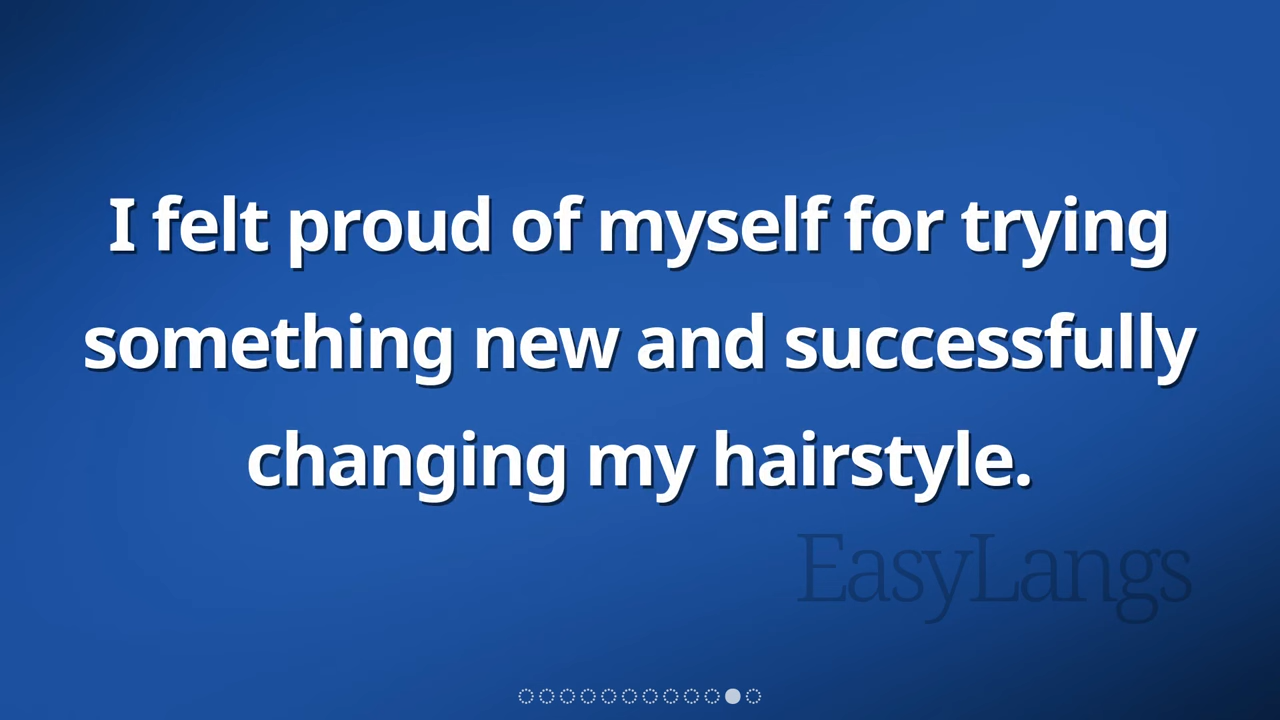 I felt proud of myself for trying
something new and successfully
changing my hairstyle.
EasyLangs